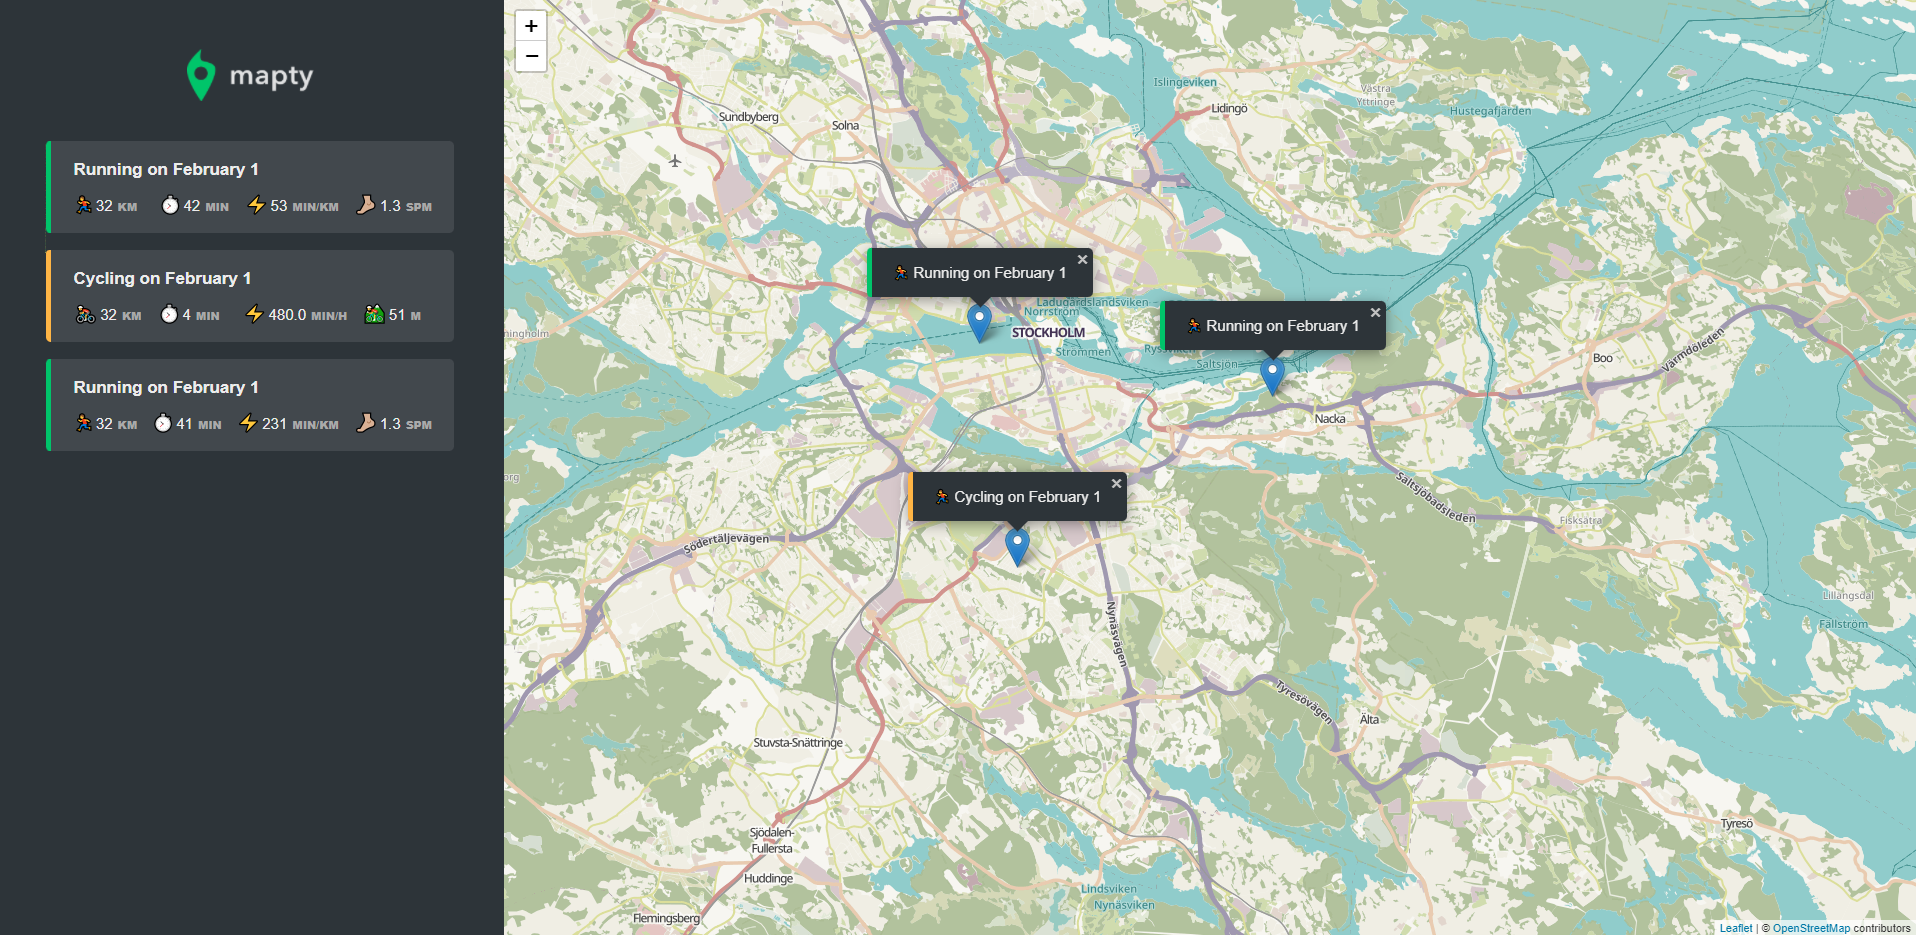 mapty
Running on February 1
32 KM 42 MIN 53 MIN/KM 1.3 SPM
Cycling on February 1
32 KM 4 MIN 480.0 MIN/H 51 M
Running on February 1
32 KM 41 MIN 231 MIN/KM 1.3 SPM
+
−
Islingeviken
Västra
Yttringe
Lidingö
Hustegafjärden
Sundbyberg
Solna
Running on February 1 ×
Ladugårdslandsviken
Norrström
STOCKHOLM
Strömmen
Running on February 1 ×
Saltsjön
Boo
Värmdöleden
Nacka
Cycling on February 1 ×
Saltsjöbadsleden
Fisksätra
Södertäljevägen
Nynäsvägen
Lillängsdal
Fällström
Tyresövägen
Älta
Stuvsta-Snättringe
Tyresö
Sjödalen-
Fullersta
Huddinge
Lindsviken
Nynäsviken
Flemingsberg
Leaflet | © OpenStreetMap contributors